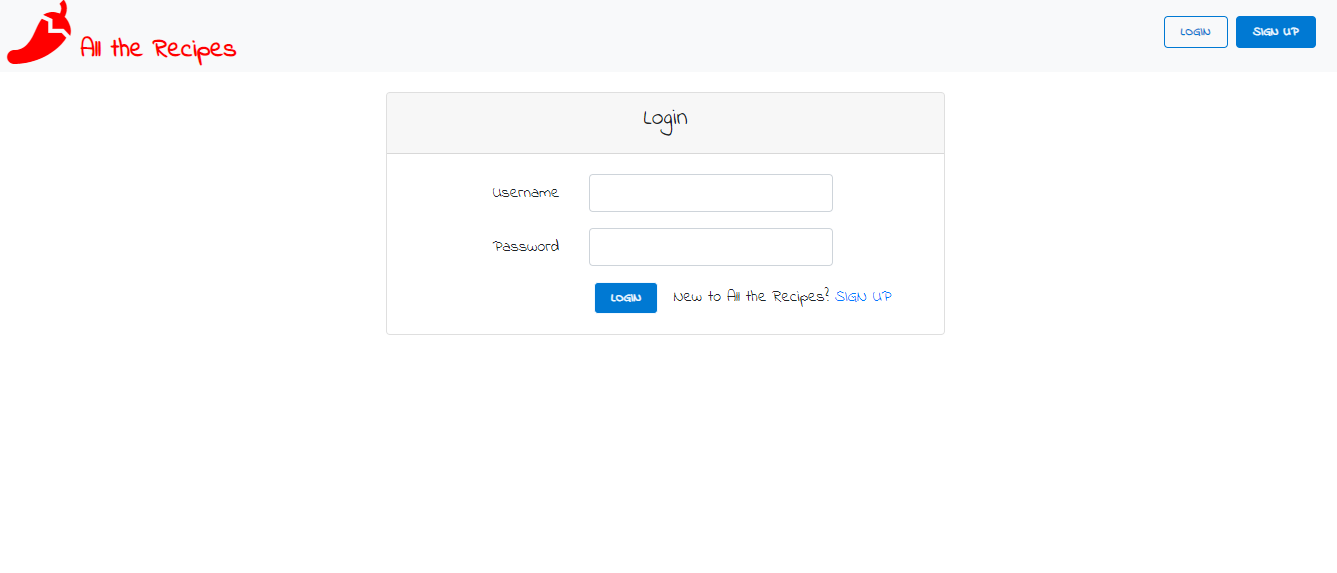 All the Recipes
LOGIN
SIGN UP
Login
Username
Password
LOGIN New to All the Recipes? SIGN UP